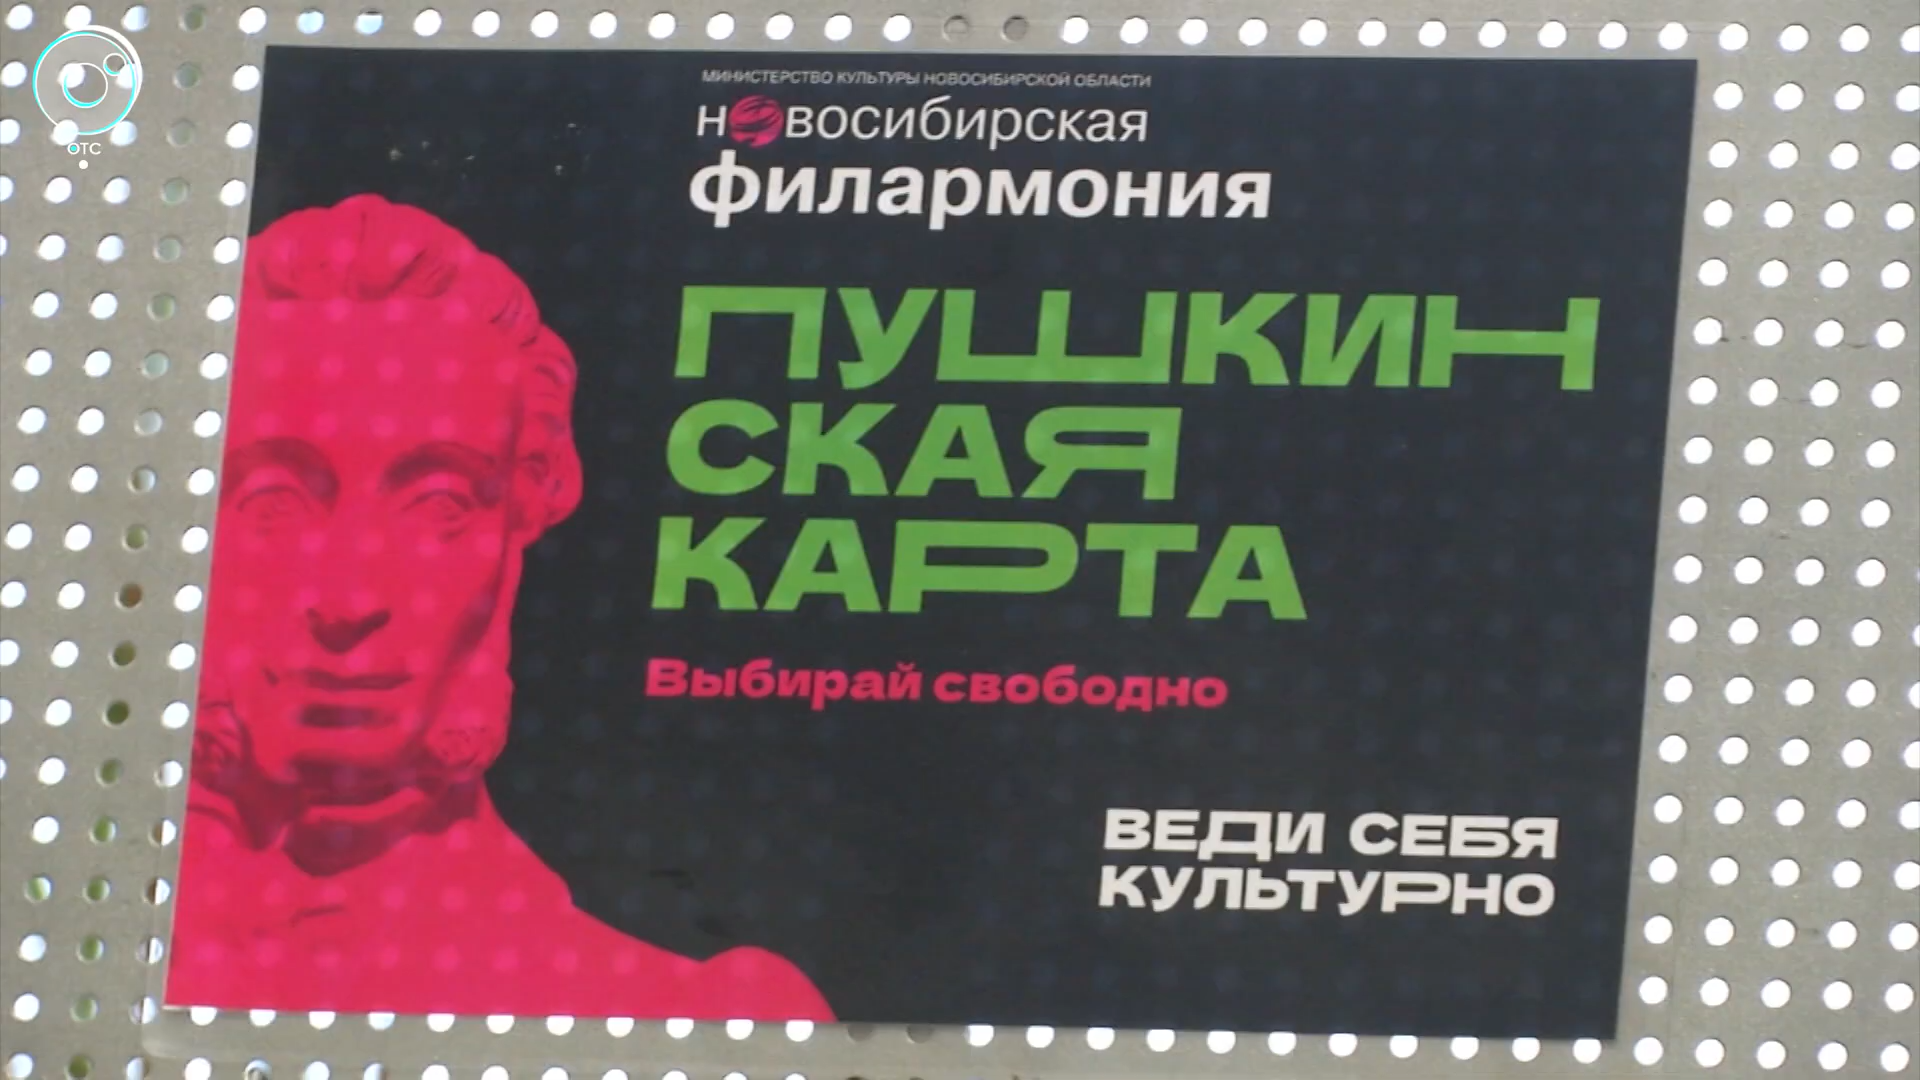 ОТС
МИНИСТЕРСТВО КУЛЬТУРЫ НОВОСИБИРСКОЙ ОБЛАСТИ
новосибирская
филармония
ПУШКИН
СКАЯ
КАРТА
Выбирай свободно
ВЕДИ СЕБЯ
КУЛЬТУРНО